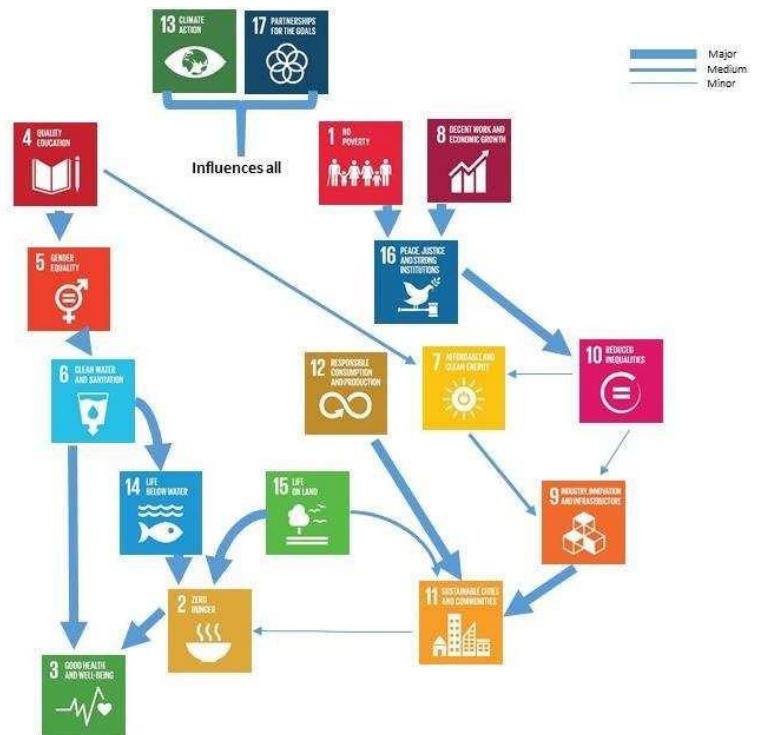 13 CLIMATE
ACTION
17 PARTNERSHIPS
FOR THE GOALS
Major
Medium
Minor
4 QUALITY
EDUCATION
Influences all
1 NO
POVERTY
8 DECENT WORK AND
ECONOMIC GROWTH
5 GENDER
EQUALITY
16 PEACE, JUSTICE
AND STRONG
INSTITUTIONS
6 CLEAN WATER
AND SANITATION
12 RESPONSIBLE
CONSUMPTION
AND PRODUCTION
7 AFFORDABLE AND
CLEAN ENERGY
10 REDUCED
INEQUALITIES
14 LIFE
BELOW WATER
15 LIFE
ON LAND
9 INDUSTRY, INNOVATION
AND INFRASTRUCTURE
2 ZERO
HUNGER
11 SUSTAINABLE CITIES
AND COMMUNITIES
3 GOOD HEALTH
AND WELL-BEING